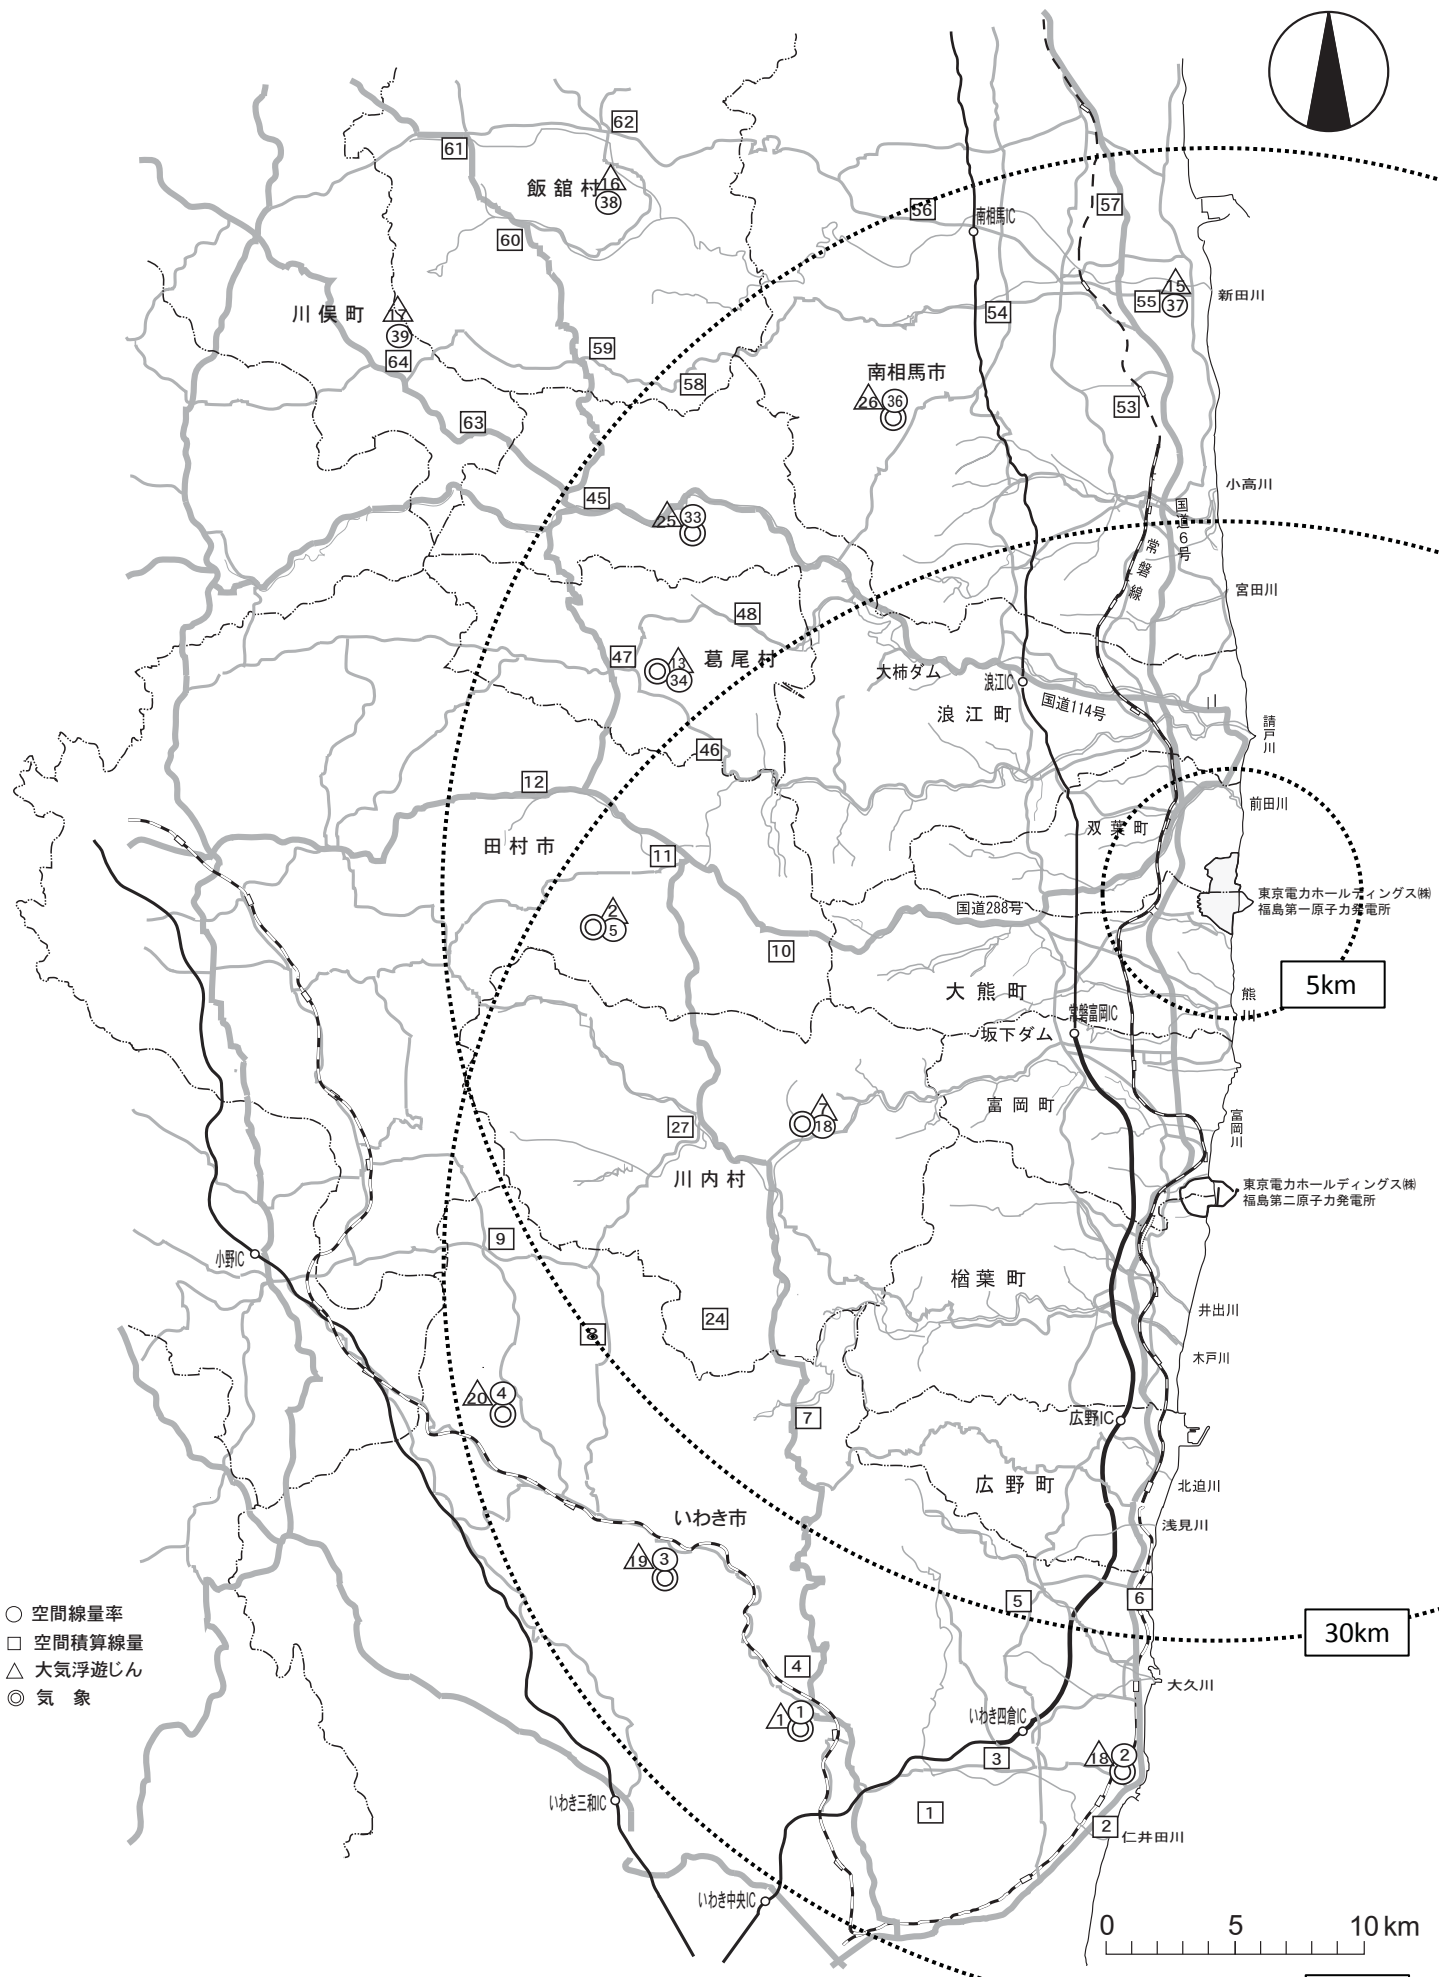 62
61
飯舘村
16
38
57
56
南相馬IC
60
15
55
37
新田川
川俣町
17
39
54
59
64
南相馬市
58
26
36
53
63
小高川
45
25
33
国道6号
常磐線
宮田川
48
47
13
葛尾村
34
大柿ダム
浪江IC
国道114号
浪江町
川
請戸川
46
12
前田川
双葉町
田村市
11
東京電力ホールディングス㈱
福島第一原子力発電所
国道288号
2
5
10
5km
大熊町
熊川
常磐富岡IC
坂下ダム
富岡町
7
18
27
富岡川
川内村
東京電力ホールディングス㈱
福島第二原子力発電所
9
小野IC
楢葉町
井出川
24
8
木戸川
20
4
7
広野IC
広野町
北迫川
いわき市
浅見川
19
3
5
6
○ 空間線量率
□ 空間積算線量
△ 大気浮遊じん
◎ 気 象
30km
4
大久川
1
1
いわき四倉IC
3
18
2
いわき三和IC
1
2
仁井田川
いわき中央IC
0 5 10 km